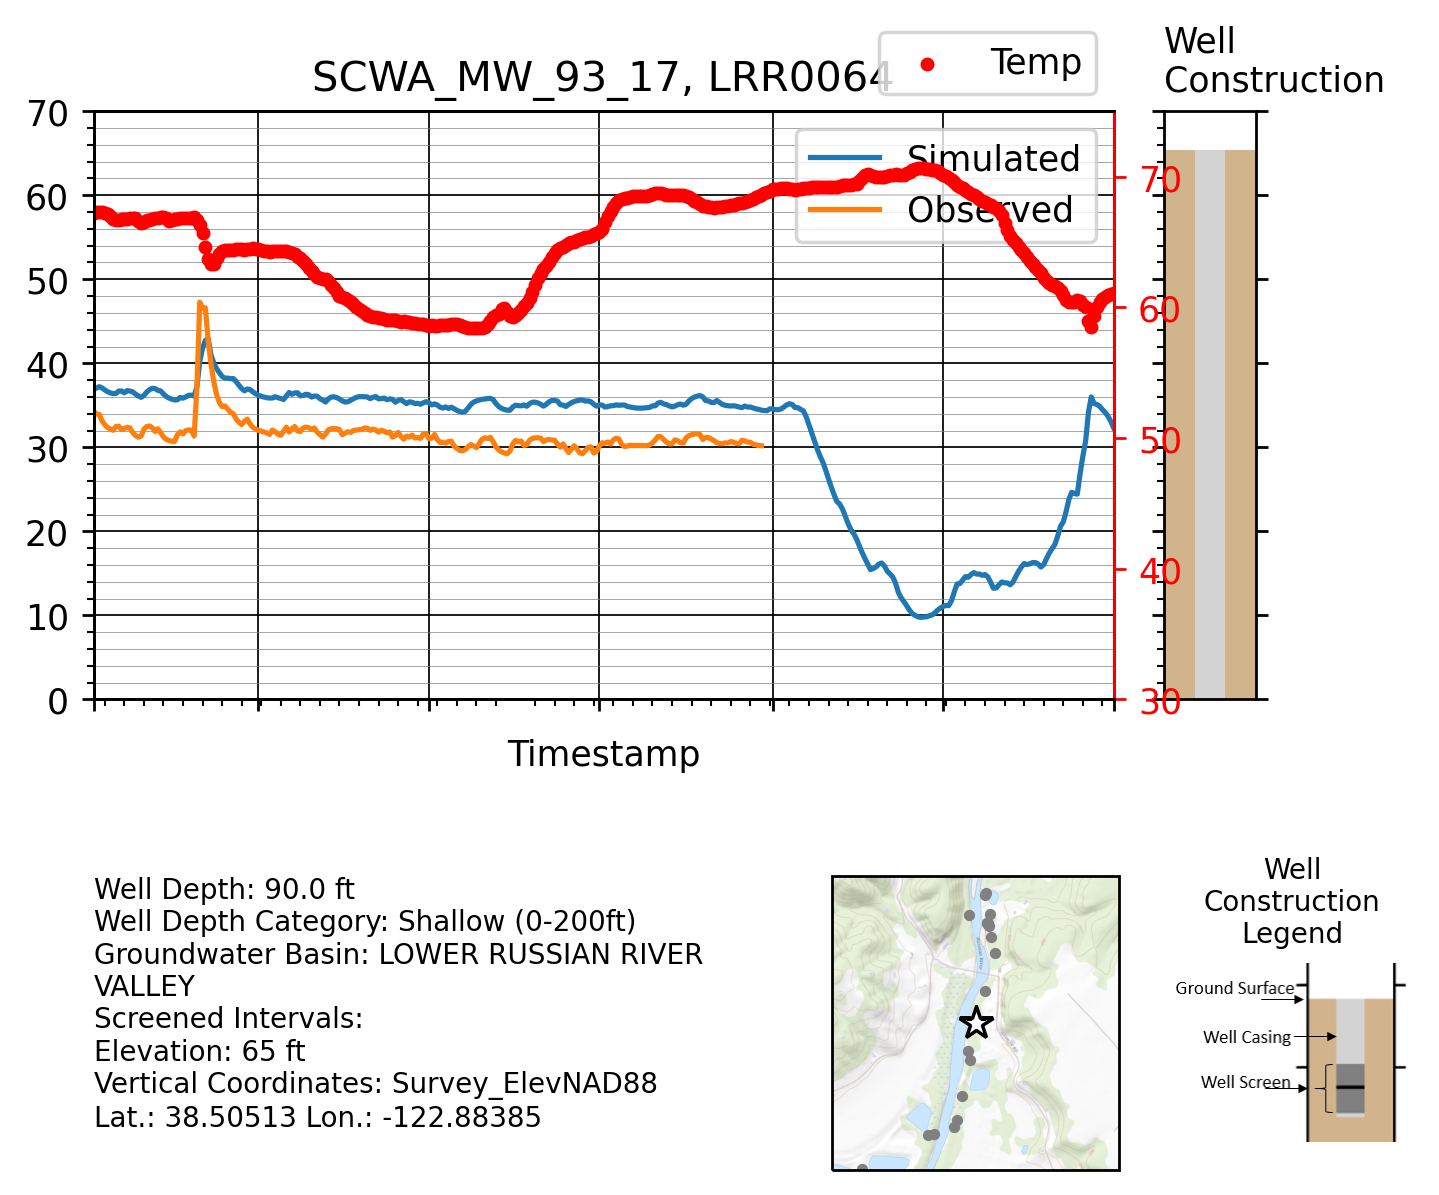 Temp
Well
Construction
SCWA_MW_93_17, LRR0064
Simulated
Observed
70
60
50
40
30
20
10
0
70
60
50
40
30
Timestamp
Well Depth: 90.0 ft
Well Depth Category: Shallow (0-200ft)
Groundwater Basin: LOWER RUSSIAN RIVER
VALLEY
Screened Intervals:
Elevation: 65 ft
Vertical Coordinates: Survey_ElevNAD88
Lat.: 38.50513 Lon.: -122.88385
Well
Construction
Legend
Ground Surface
Well Casing
Well Screen